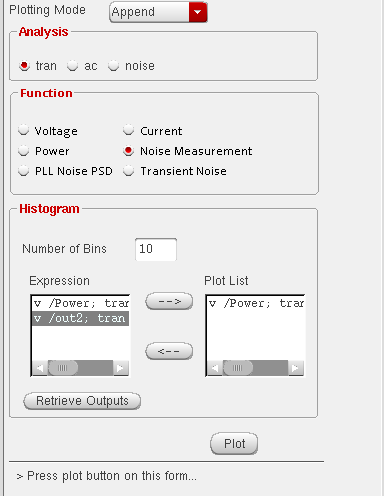 Plotting Mode Append
Analysis
tran ac noise
Function
Voltage Current
Power Noise Measurement
PLL Noise PSD Transient Noise
Histogram
Number of Bins 10
Expression Plot List
v /Power; tran --> v /Power; tran
v /out2; tran
<--
Retrieve Outputs
Plot
> Press plot button on this form...